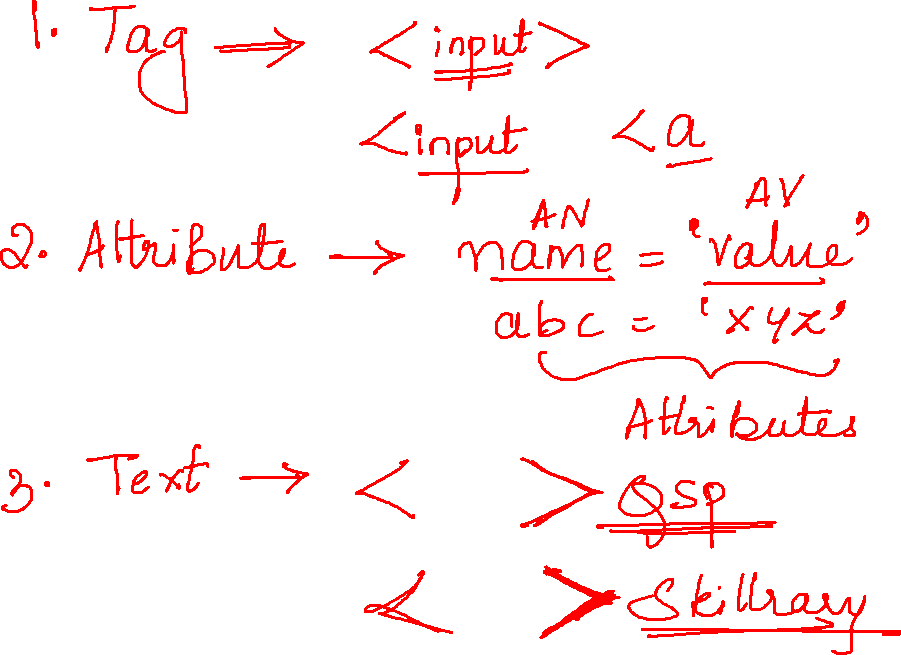 1. Tag → <input>
<input <a
AN AV
2. Attribute → name = 'value'
abc = 'xyz'
Attributes
3. Text → < > Qsp
< > Skillrary